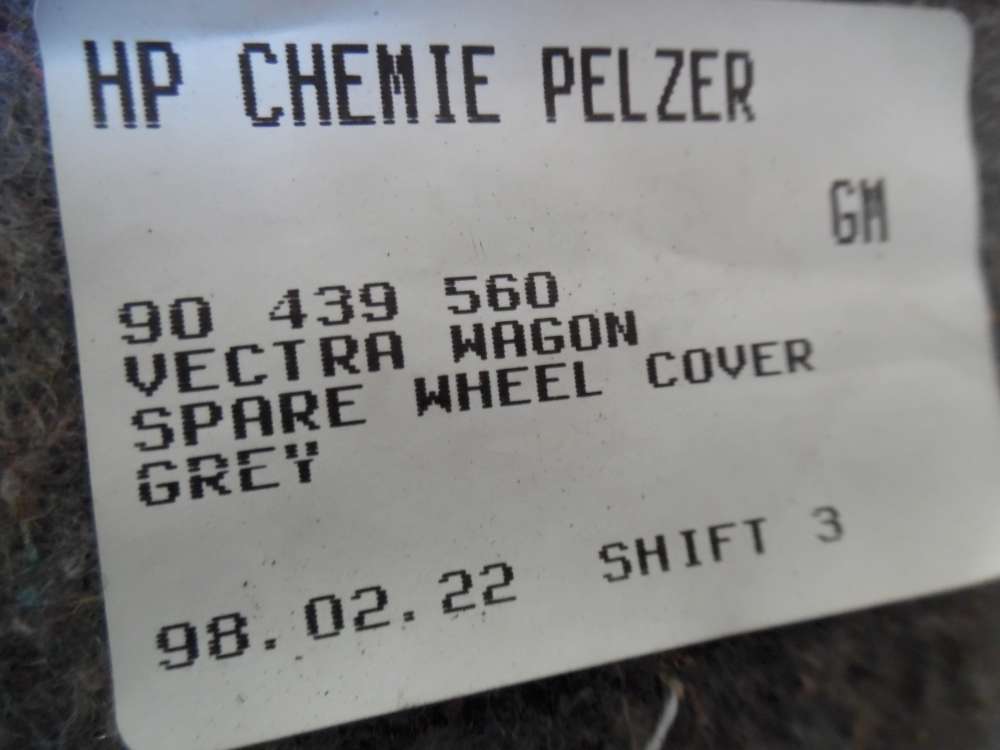 HP CHEMIE PELZER
GM
90 439 560
VECTRA WAGON
SPARE WHEEL COVER
GREY
98.02.22 SHIFT 3